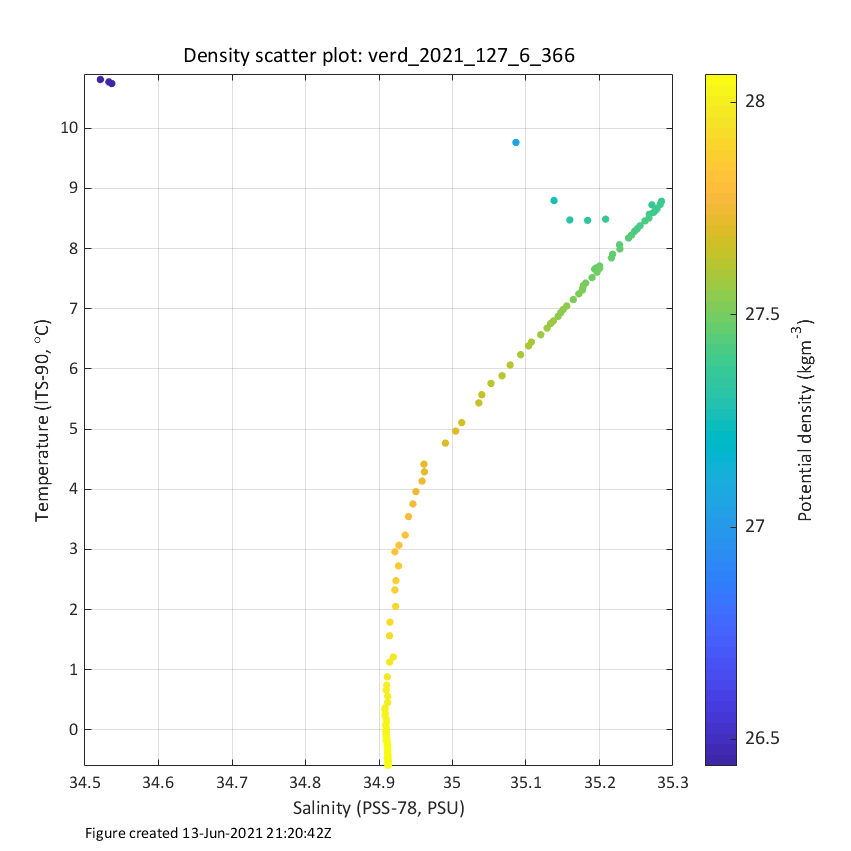 Density scatter plot: verd_2021_127_6_366
10
9
8
7
6
5
4
3
2
1
0
Temperature (ITS-90, °C)
34.5 34.6 34.7 34.8 34.9 35 35.1 35.2 35.3
Salinity (PSS-78, PSU)
28
27.5
27
26.5
Potential density (kgm-3)
Figure created 13-Jun-2021 21:20:42Z